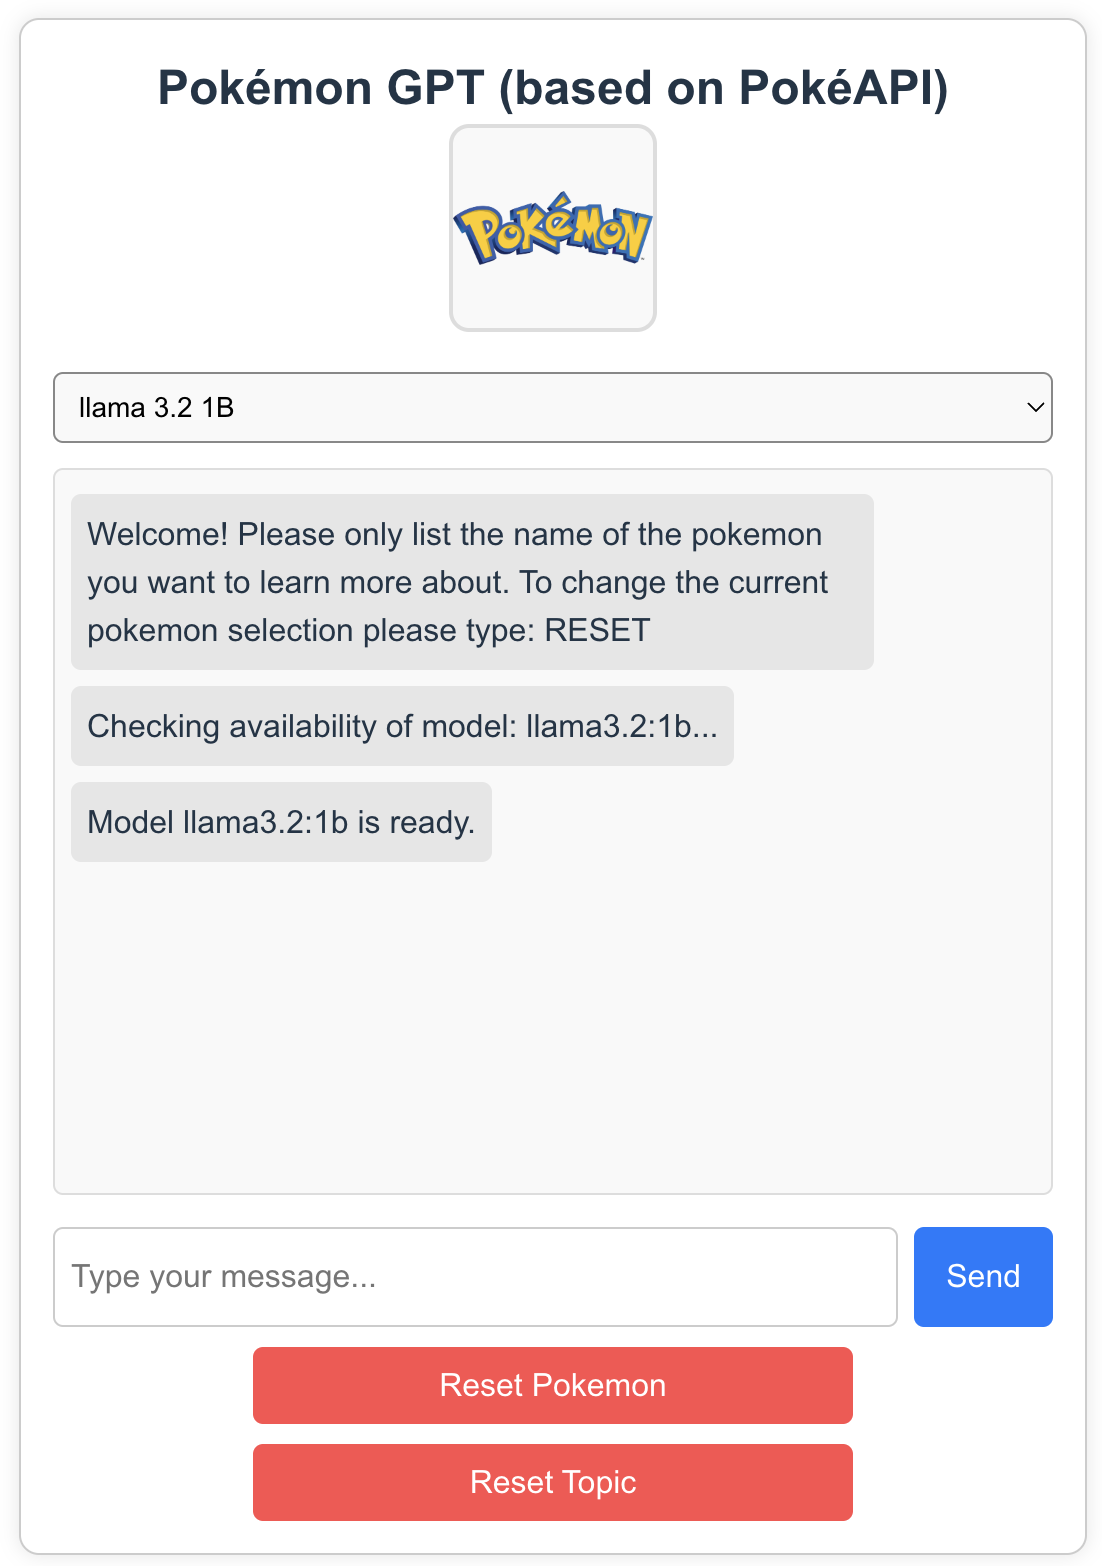 Pokémon GPT (based on PokéAPI)
POKéMON
llama 3.2 1B
Welcome! Please only list the name of the pokemon
you want to learn more about. To change the current
pokemon selection please type: RESET
Checking availability of model: llama3.2:1b...
Model llama3.2:1b is ready.
Type your message...
Send
Reset Pokemon
Reset Topic